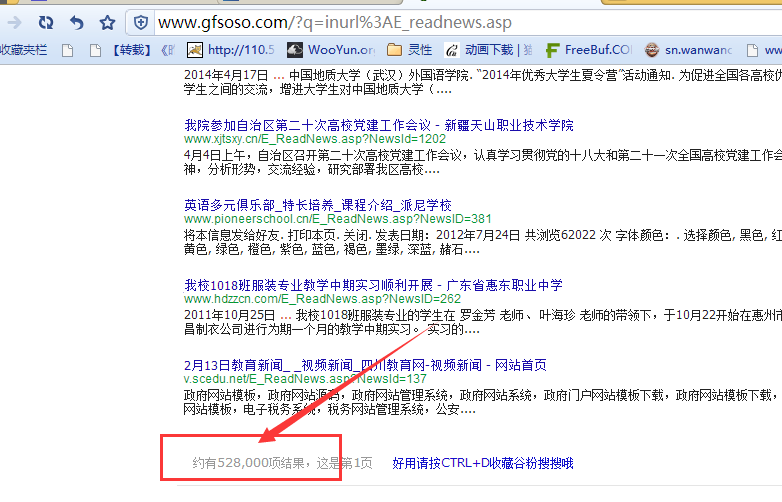 www.gfsoso.com/?q=inurl%3AE_readnews.asp
收藏夹栏 【转载】《 http://110.5 WooYun.org 灵性 动画下载 | 猫 FreeBuf.CO sn.wanwan www
2014年4月17日 ... 中国地质大学（武汉）外国语学院. "2014年优秀大学生夏令营"活动通知. 为促进全国各高校优
学生之间的交流，增进大学生对中国地质大学（....
我院参加自治区第二十次高校党建工作会议 - 新疆天山职业技术学院
www.xjtsxy.cn/E_ReadNews.asp?NewsId=1202
4月4日上午，自治区召开第二十次高校党建工作会议，认真学习贯彻党的十八大和第二十一次全国高校党建工作会议
神，分析形势，交流经验，研究部署我区高校....
英语多元俱乐部_特长培养_课程介绍_派尼学校
www.pioneerschool.cn/E_ReadNews.asp?NewsID=381
将本信息发给好友. 打印本页. 关闭. 发表日期：2012年7月24日 共浏览62022 次 字体颜色：. 选择颜色, 黑色, 红
黄色, 绿色, 橙色, 紫色, 蓝色, 褐色, 墨绿, 深蓝, 赭石....
我校1018班服装专业教学中期实习顺利开展 - 广东省惠东职业中学
www.hdzzcn.com/E_ReadNews.asp?NewsID=262
2011年10月25日 ... 我校1018班服装专业的学生在 罗金芳 老师、叶海珍 老师的带领下，于10月22开始在惠州市
昌制衣公司进行为期一个月的教学中期实习。 实习的....
2月13日教育新闻_ _视频新闻_四川教育网-视频新闻 - 网站首页
v.scedu.net/E_ReadNews.asp?NewsId=137
政府网站模板，政府网站源码，政府网站管理系统，政府网站系统，政府门户网站模板下载，政府网站模板下载，
网站模板，电子税务系统，税务网站管理系统，公安....
约有528,000项结果，这是第1页 好用请按CTRL+D收藏谷粉搜搜哦